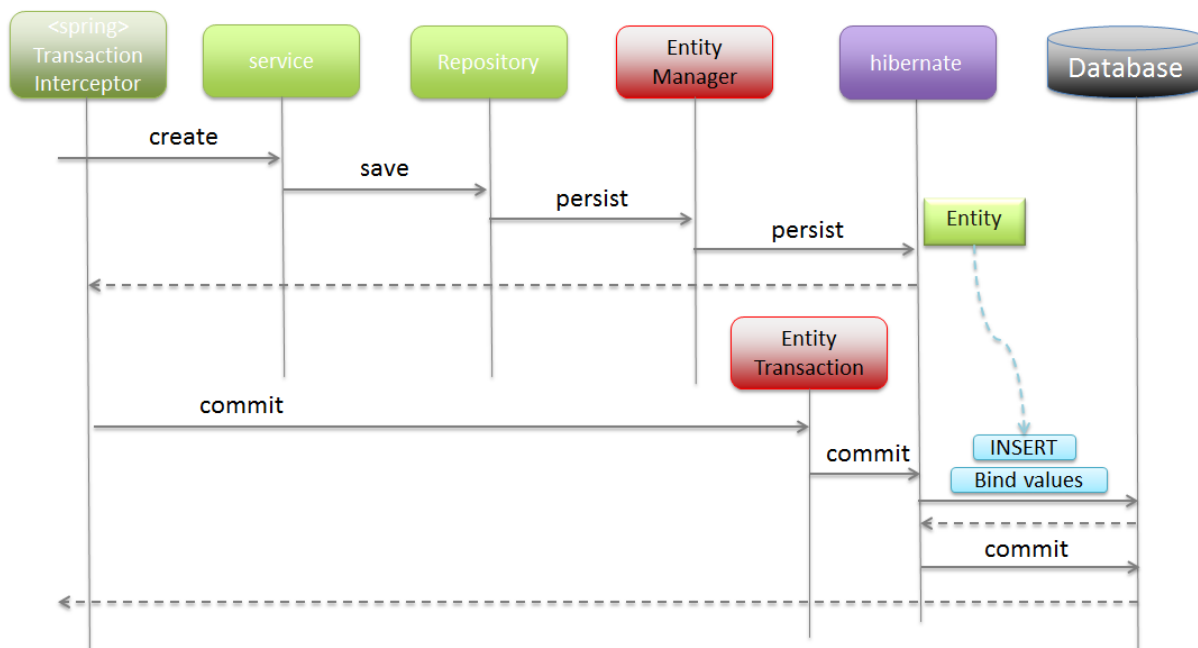 <spring>
Transaction
Interceptor
service
Repository
Entity
Manager
hibernate
Database
create
save
persist
persist
Entity
Entity
Transaction
commit
commit
INSERT
Bind values
commit